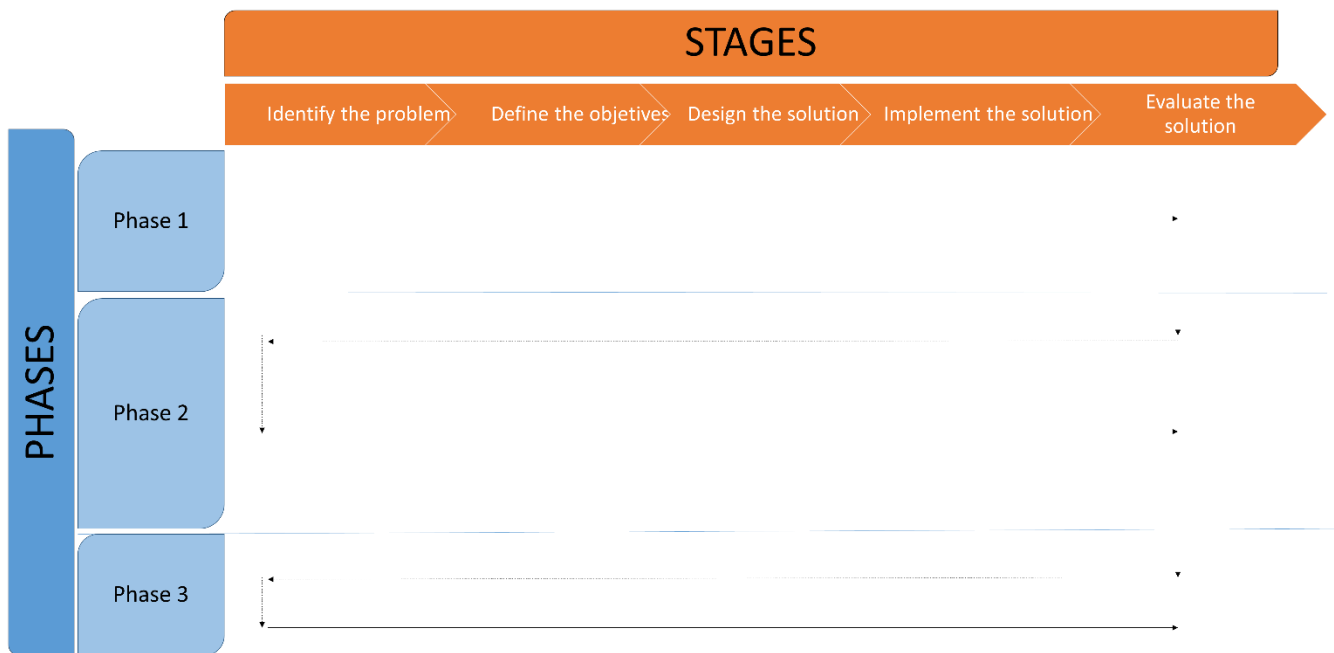 STAGES
Identify the problem
Define the objetives
Design the solution
Implement the solution
Evaluate the
solution
PHASES
Phase 1
Phase 2
Phase 3